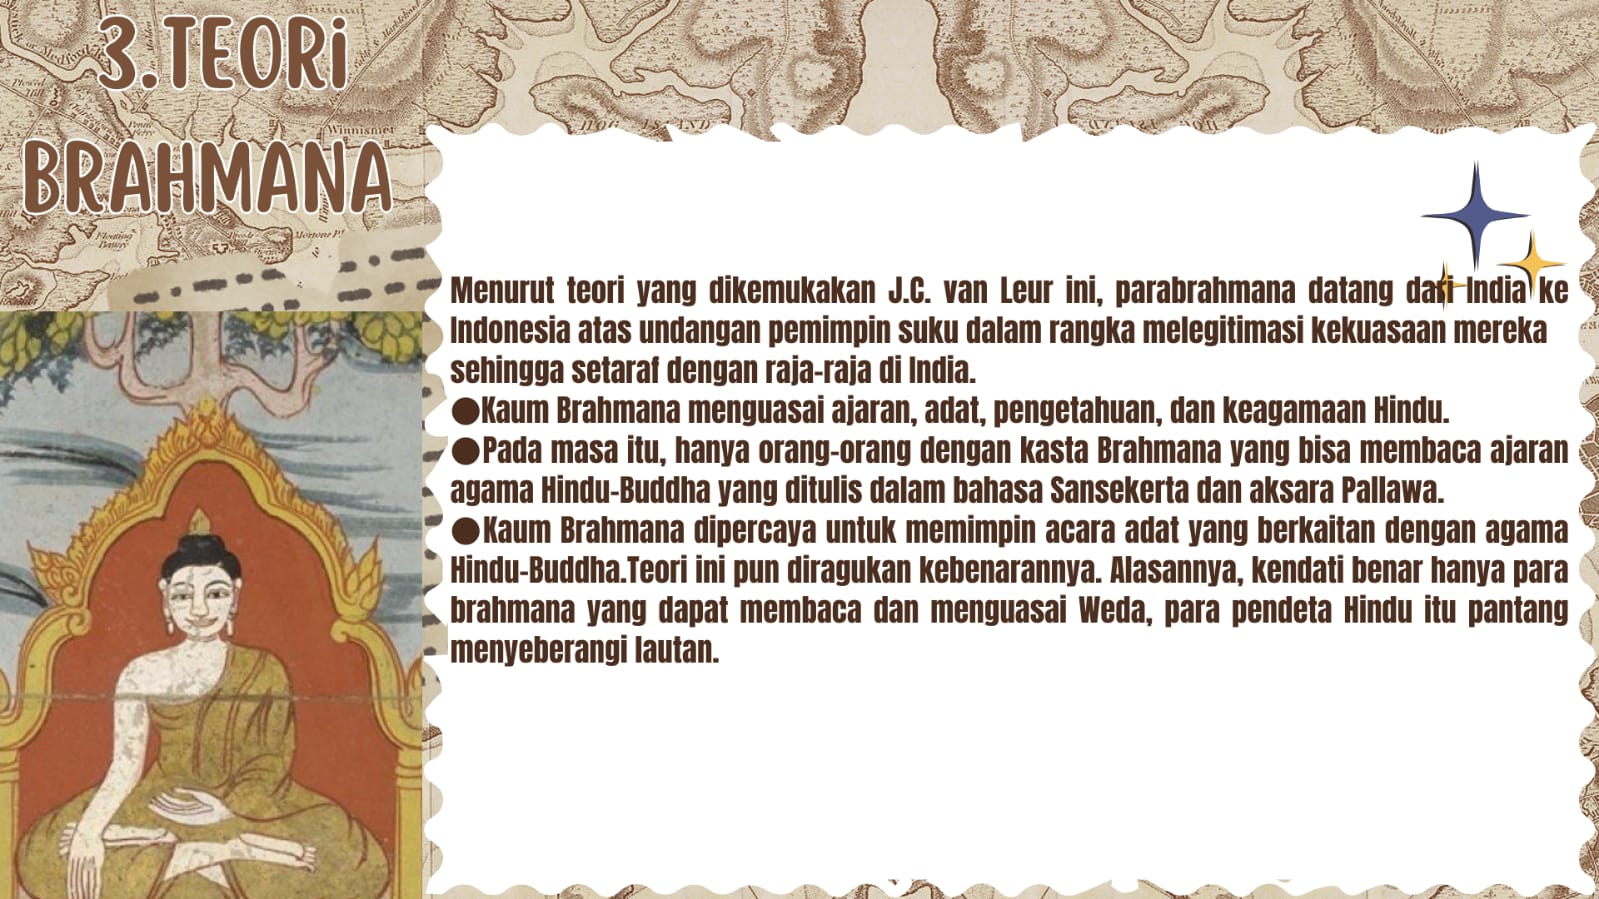 3.TEORi
BRAHMANA
Menurut teori yang dikemukakan J.C. van Leur ini, parabrahmana datang dari India ke
Indonesia atas undangan pemimpin suku dalam rangka melegitimasi kekuasaan mereka
sehingga setaraf dengan raja-raja di India.
●Kaum Brahmana menguasai ajaran, adat, pengetahuan, dan keagamaan Hindu.
●Pada masa itu, hanya orang-orang dengan kasta Brahmana yang bisa membaca ajaran
agama Hindu-Buddha yang ditulis dalam bahasa Sansekerta dan aksara Pallawa.
●Kaum Brahmana dipercaya untuk memimpin acara adat yang berkaitan dengan agama
Hindu-Buddha.Teori ini pun diragukan kebenarannya. Alasannya, kendati benar hanya para
brahmana yang dapat membaca dan menguasai Weda, para pendeta Hindu itu pantang
menyeberangi lautan.
Winnismet